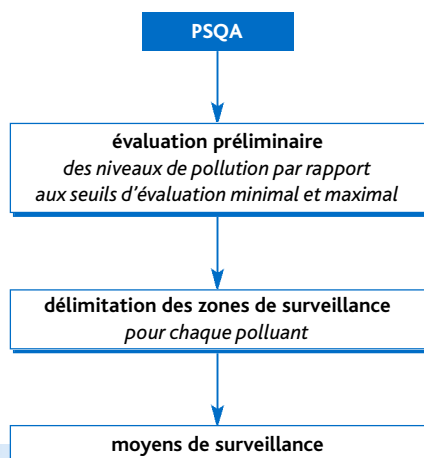 PSQA
évaluation préliminaire
des niveaux de pollution par rapport
aux seuils d'évaluation minimal et maximal
délimitation des zones de surveillance
pour chaque polluant
moyens de surveillance